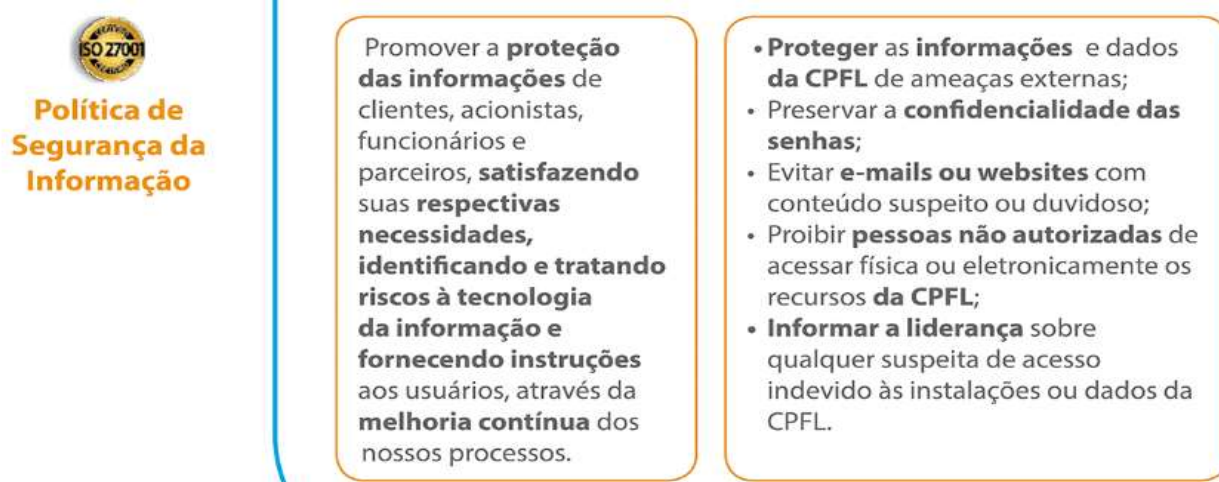 ISO 27001
Política de
Segurança da
Informação
Promover a proteção
das informações de
clientes, acionistas,
funcionários e
parceiros, satisfazendo
suas respectivas
necessidades,
identificando e tratando
riscos à tecnologia
da informação e
fornecendo instruções
aos usuários, através da
melhoria contínua dos
nossos processos.
• Proteger as informações e dados
da CPFL de ameaças externas;
• Preservar a confidencialidade das
senhas;
• Evitar e-mails ou websites com
conteúdo suspeito ou duvidoso;
• Proibir pessoas não autorizadas de
acessar física ou eletronicamente os
recursos da CPFL;
• Informar a liderança sobre
qualquer suspeita de acesso
indevido às instalações ou dados da
CPFL.